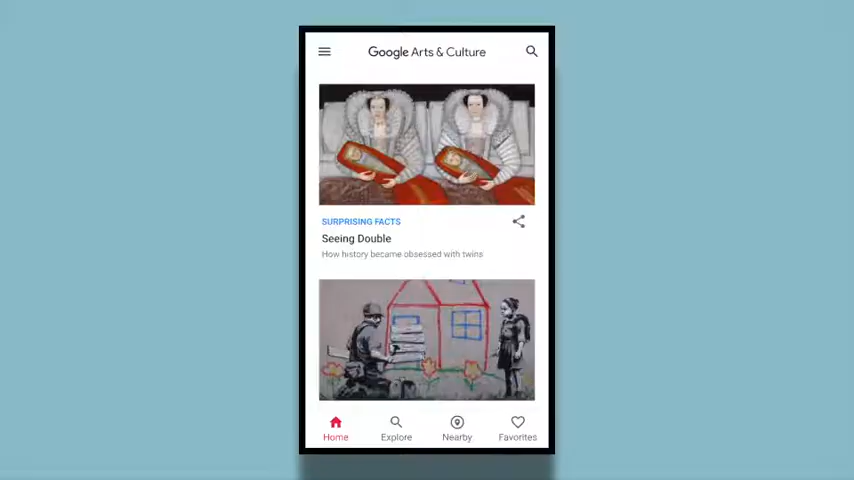 Google Arts & Culture
SURPRISING FACTS
Seeing Double
How history became obsessed with twins
Home
Explore
Nearby
Favorites